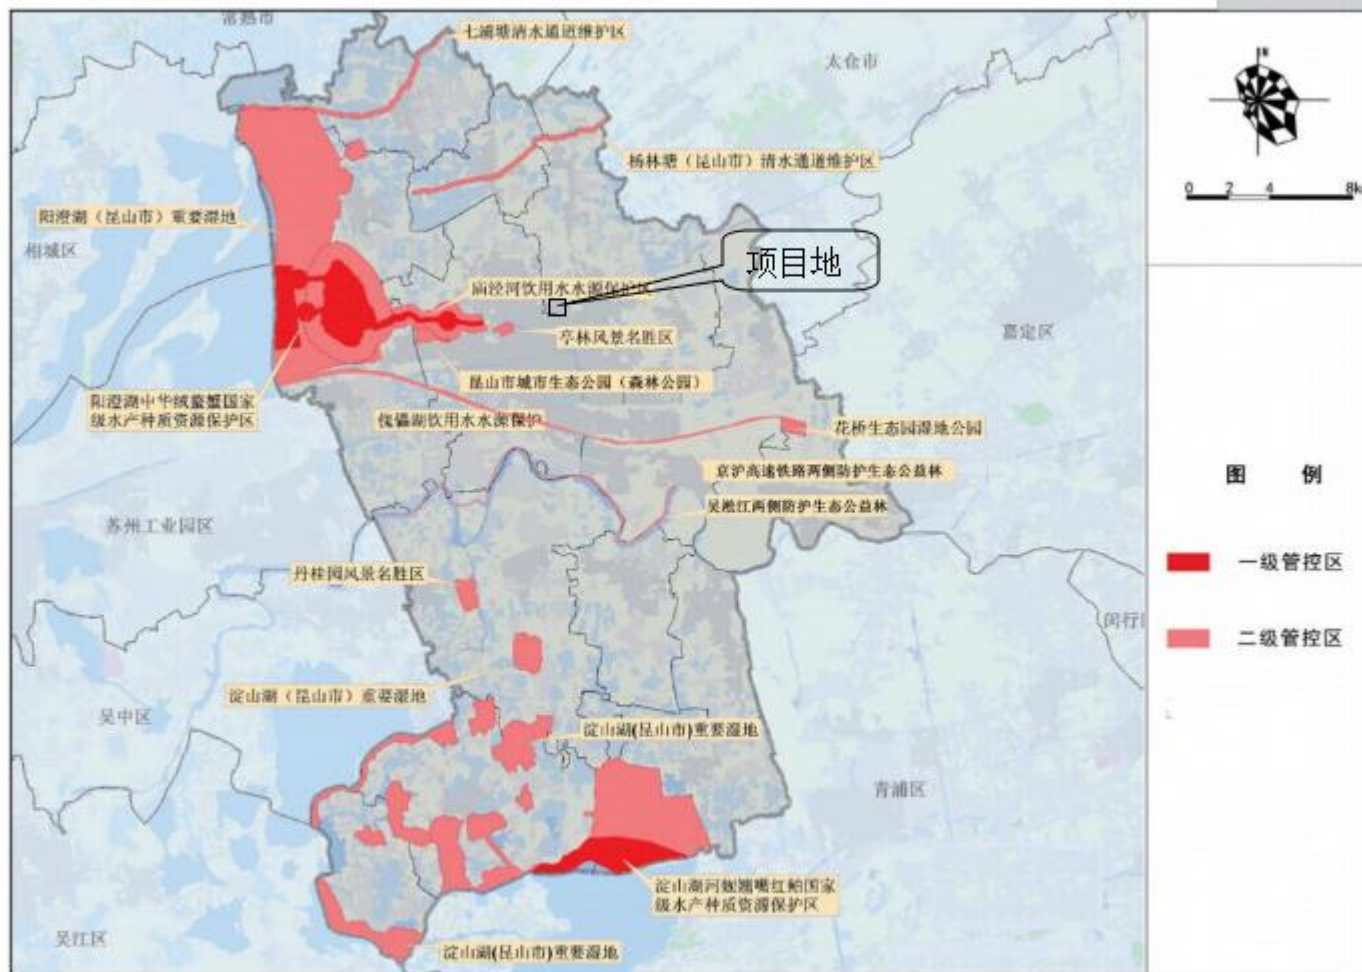 常熟市
七浦塘清水通道维护区
太仓市
N
0 2 4 8k
杨林塘（昆山市）清水通道维护区
阳澄湖（昆山市）重要湿地
相城区
项目地
庙泾河饮用水水源保护区
亭林风景名胜区
嘉定区
昆山市城市生态公园（森林公园）
阳澄湖中华绒螯蟹国家
级水产种质资源保护区
傀儡湖饮用水水源保护
花桥生态园湿地公园
京沪高速铁路两侧防护生态公益林
吴淞江两侧防护生态公益林
图 例
苏州工业园区
一级管控区
丹桂园风景名胜区
闵行
二级管控区
淀山湖（昆山市）重要湿地
吴中区
淀山湖(昆山市)重要湿地
青浦区
淀山湖河蚬翘嘴红鲌国家
级水产种质资源保护区
吴江区
淀山湖(昆山市)重要湿地